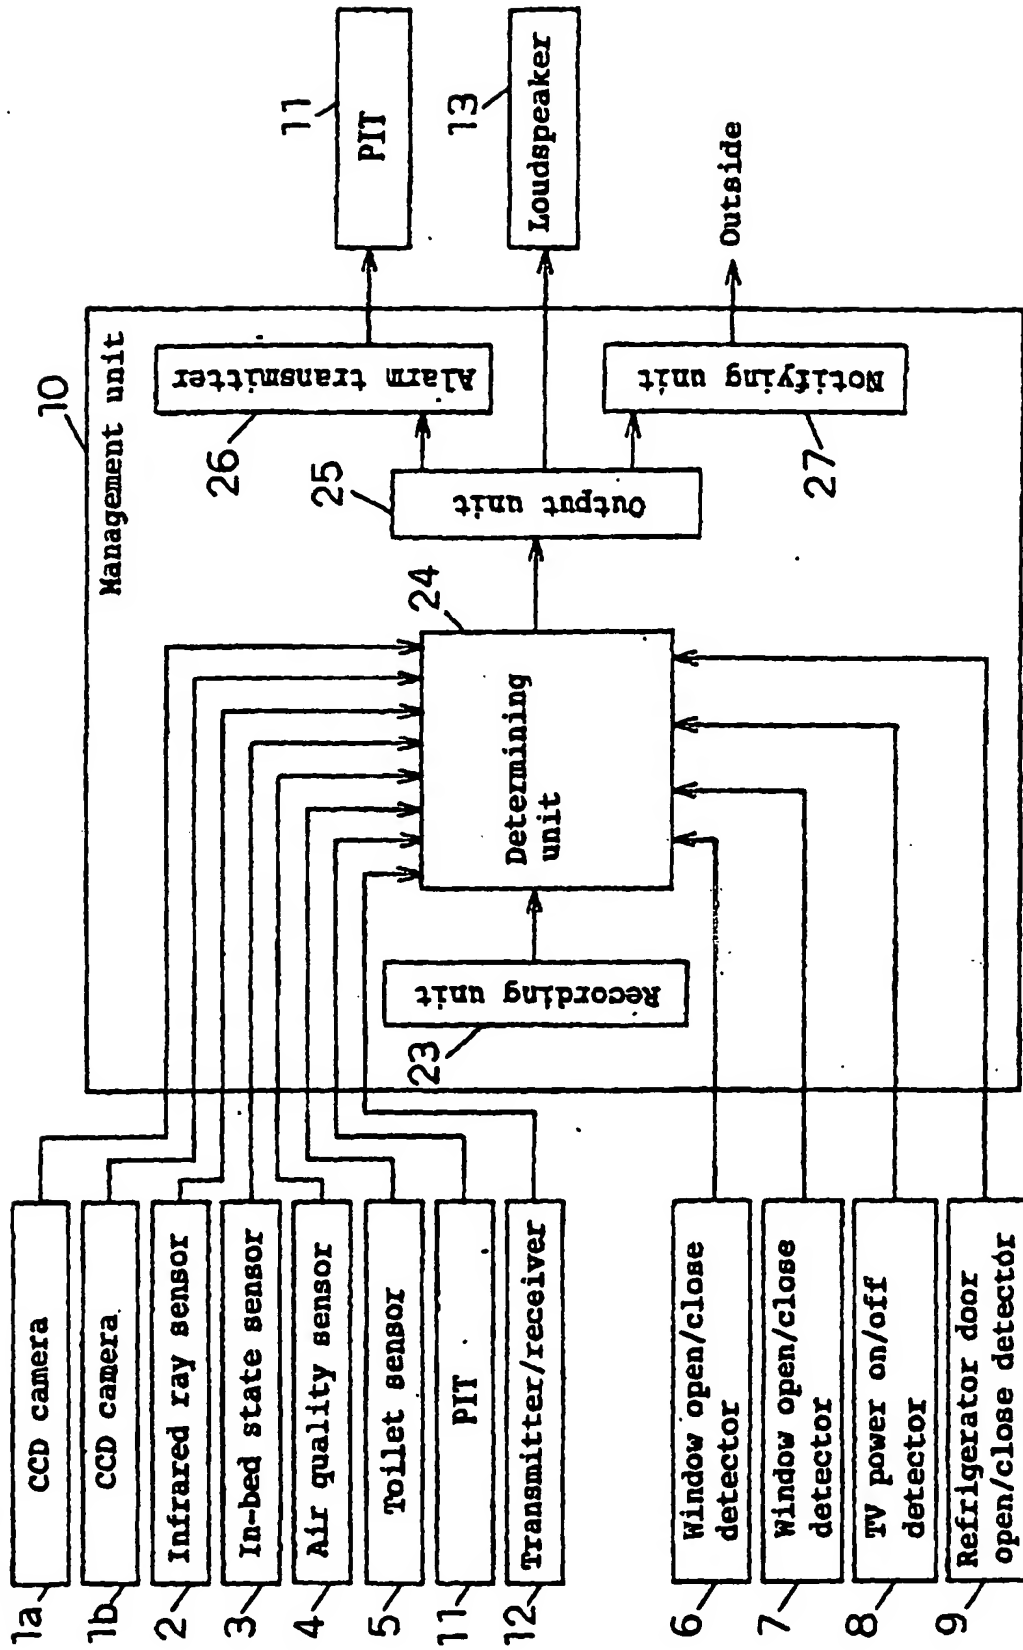 1a
CCD camera
1b
CCD camera
2
Infrared ray sensor
3
In-bed state sensor
4
Air quality sensor
5
Toilet sensor
11
PIT
12
Transmitter/receiver
6
Window open/close
detector
7
Window open/close
detector
8
TV power on/off
detector
9
Refrigerator door
open/close detector
10
Management unit
23
Recording unit
24
Determining
unit
25
Output unit
26
Alarm transmitter
27
Notifying unit
11
PIT
13
Loudspeaker
Outside